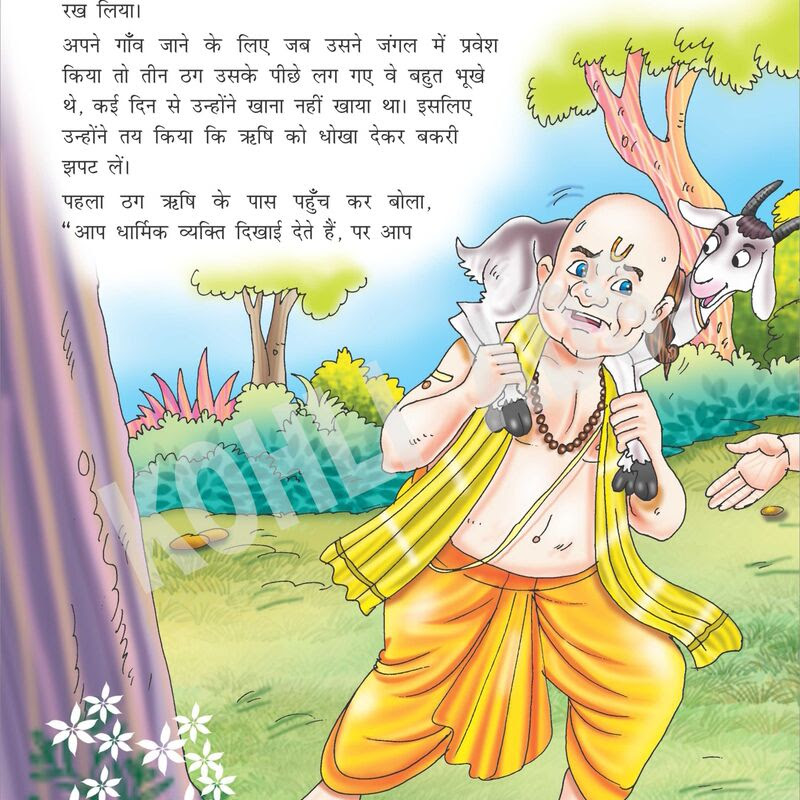 रख लिया।
अपने गाँव जाने के लिए जब उसने जंगल में प्रवेश
किया तो तीन ठग उसके पीछे लग गए वे बहुत भूखे
थे, कई दिन से उन्होंने खाना नहीं खाया था। इसलिए
उन्होंने तय किया कि ऋषि को धोखा देकर बकरी
झपट लें।
पहला ठग ऋषि के पास पहुँच कर बोला,
“आप धार्मिक व्यक्ति दिखाई देते हैं, पर आप
KOHLI